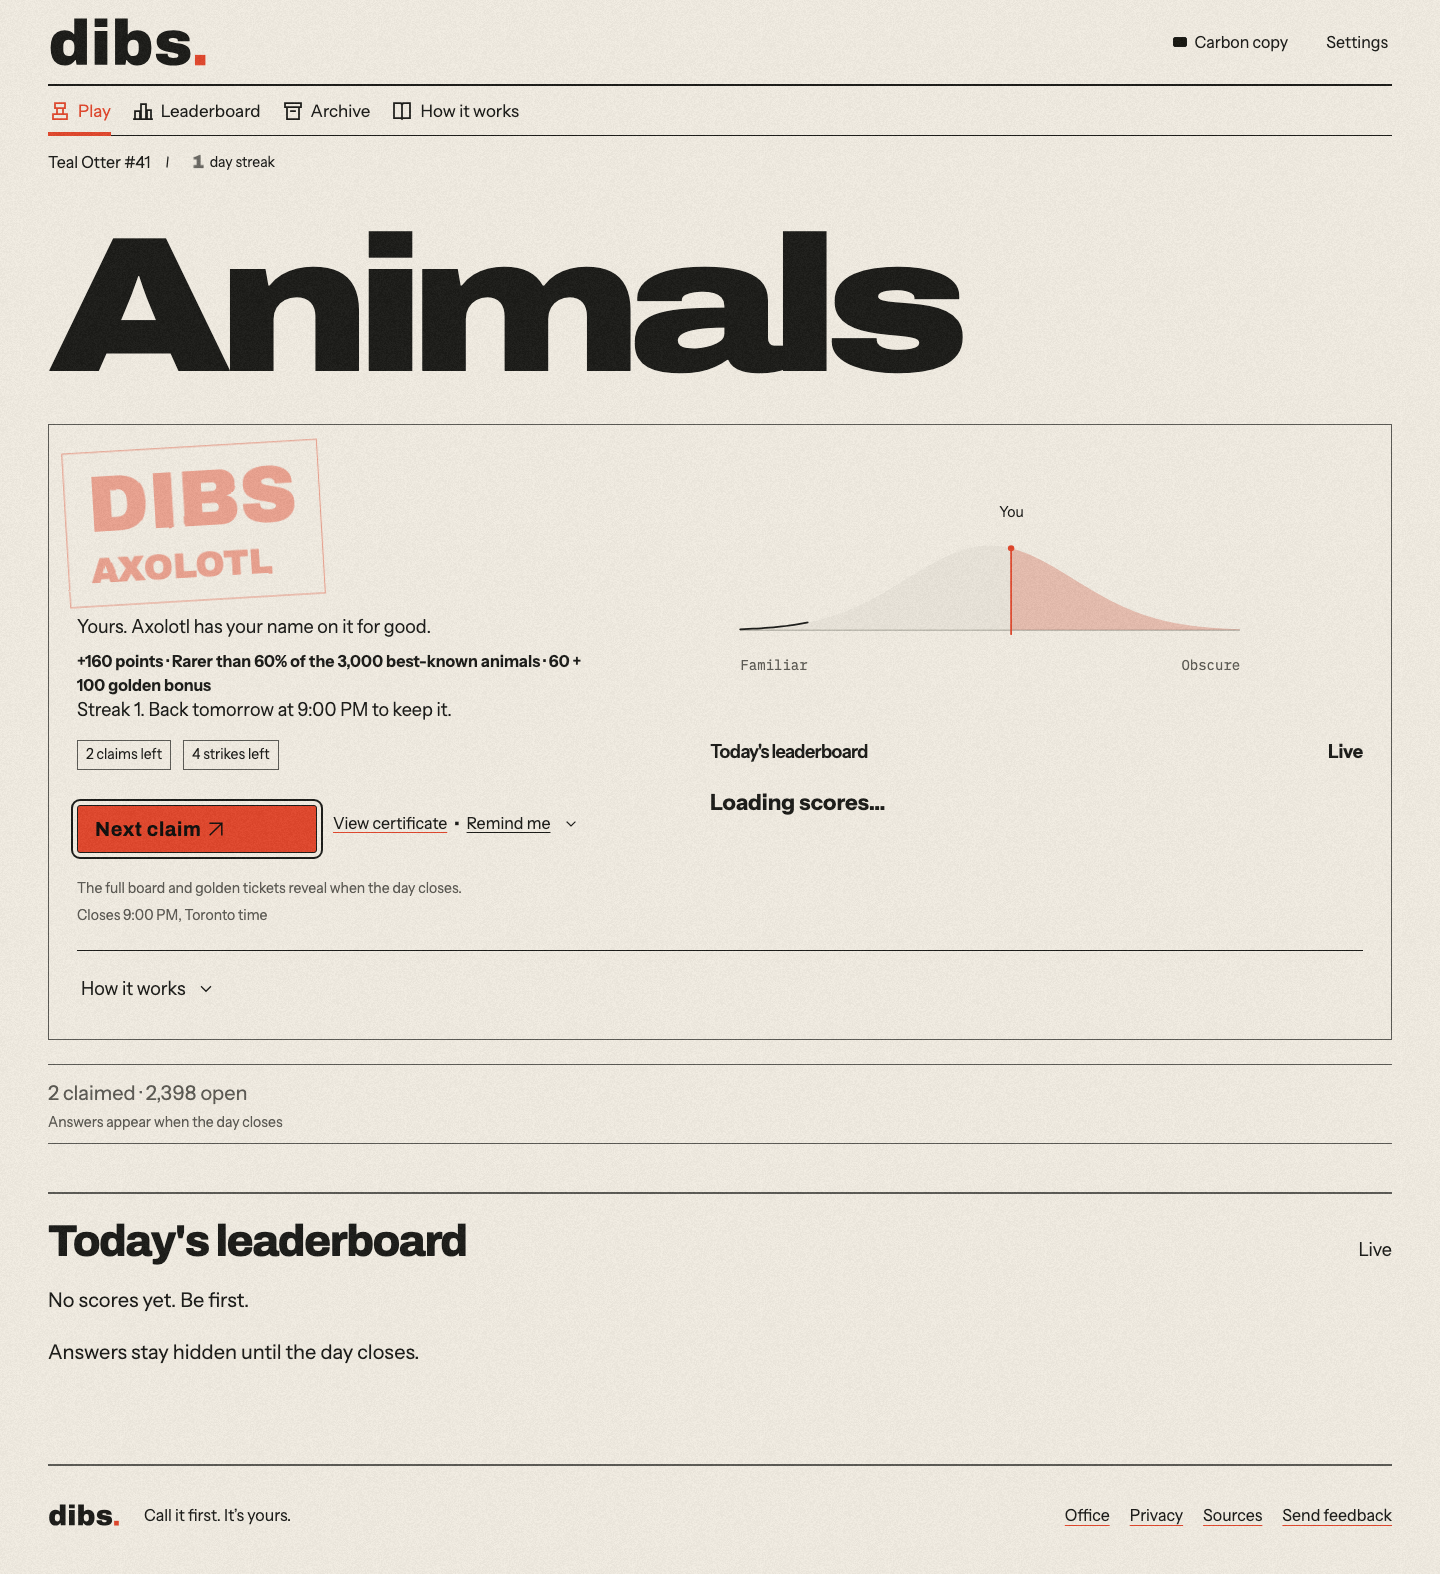 dibs.
Carbon copy Settings
Play Leaderboard Archive How it works
Teal Otter #41 / 1 day streak
Animals
DIBS
AXOLOTL
You
Familiar Obscure
Yours. Axolotl has your name on it for good.
+160 points · Rarer than 60% of the 3,000 best-known animals · 60 +
100 golden bonus
Streak 1. Back tomorrow at 9:00 PM to keep it.
2 claims left 4 strikes left
Next claim
View certificate · Remind me
The full board and golden tickets reveal when the day closes.
Closes 9:00 PM, Toronto time
Today's leaderboard Live
Loading scores...
How it works
2 claimed · 2,398 open
Answers appear when the day closes
Today's leaderboard Live
No scores yet. Be first.
Answers stay hidden until the day closes.
dibs. Call it first. It's yours.
Office Privacy Sources Send feedback